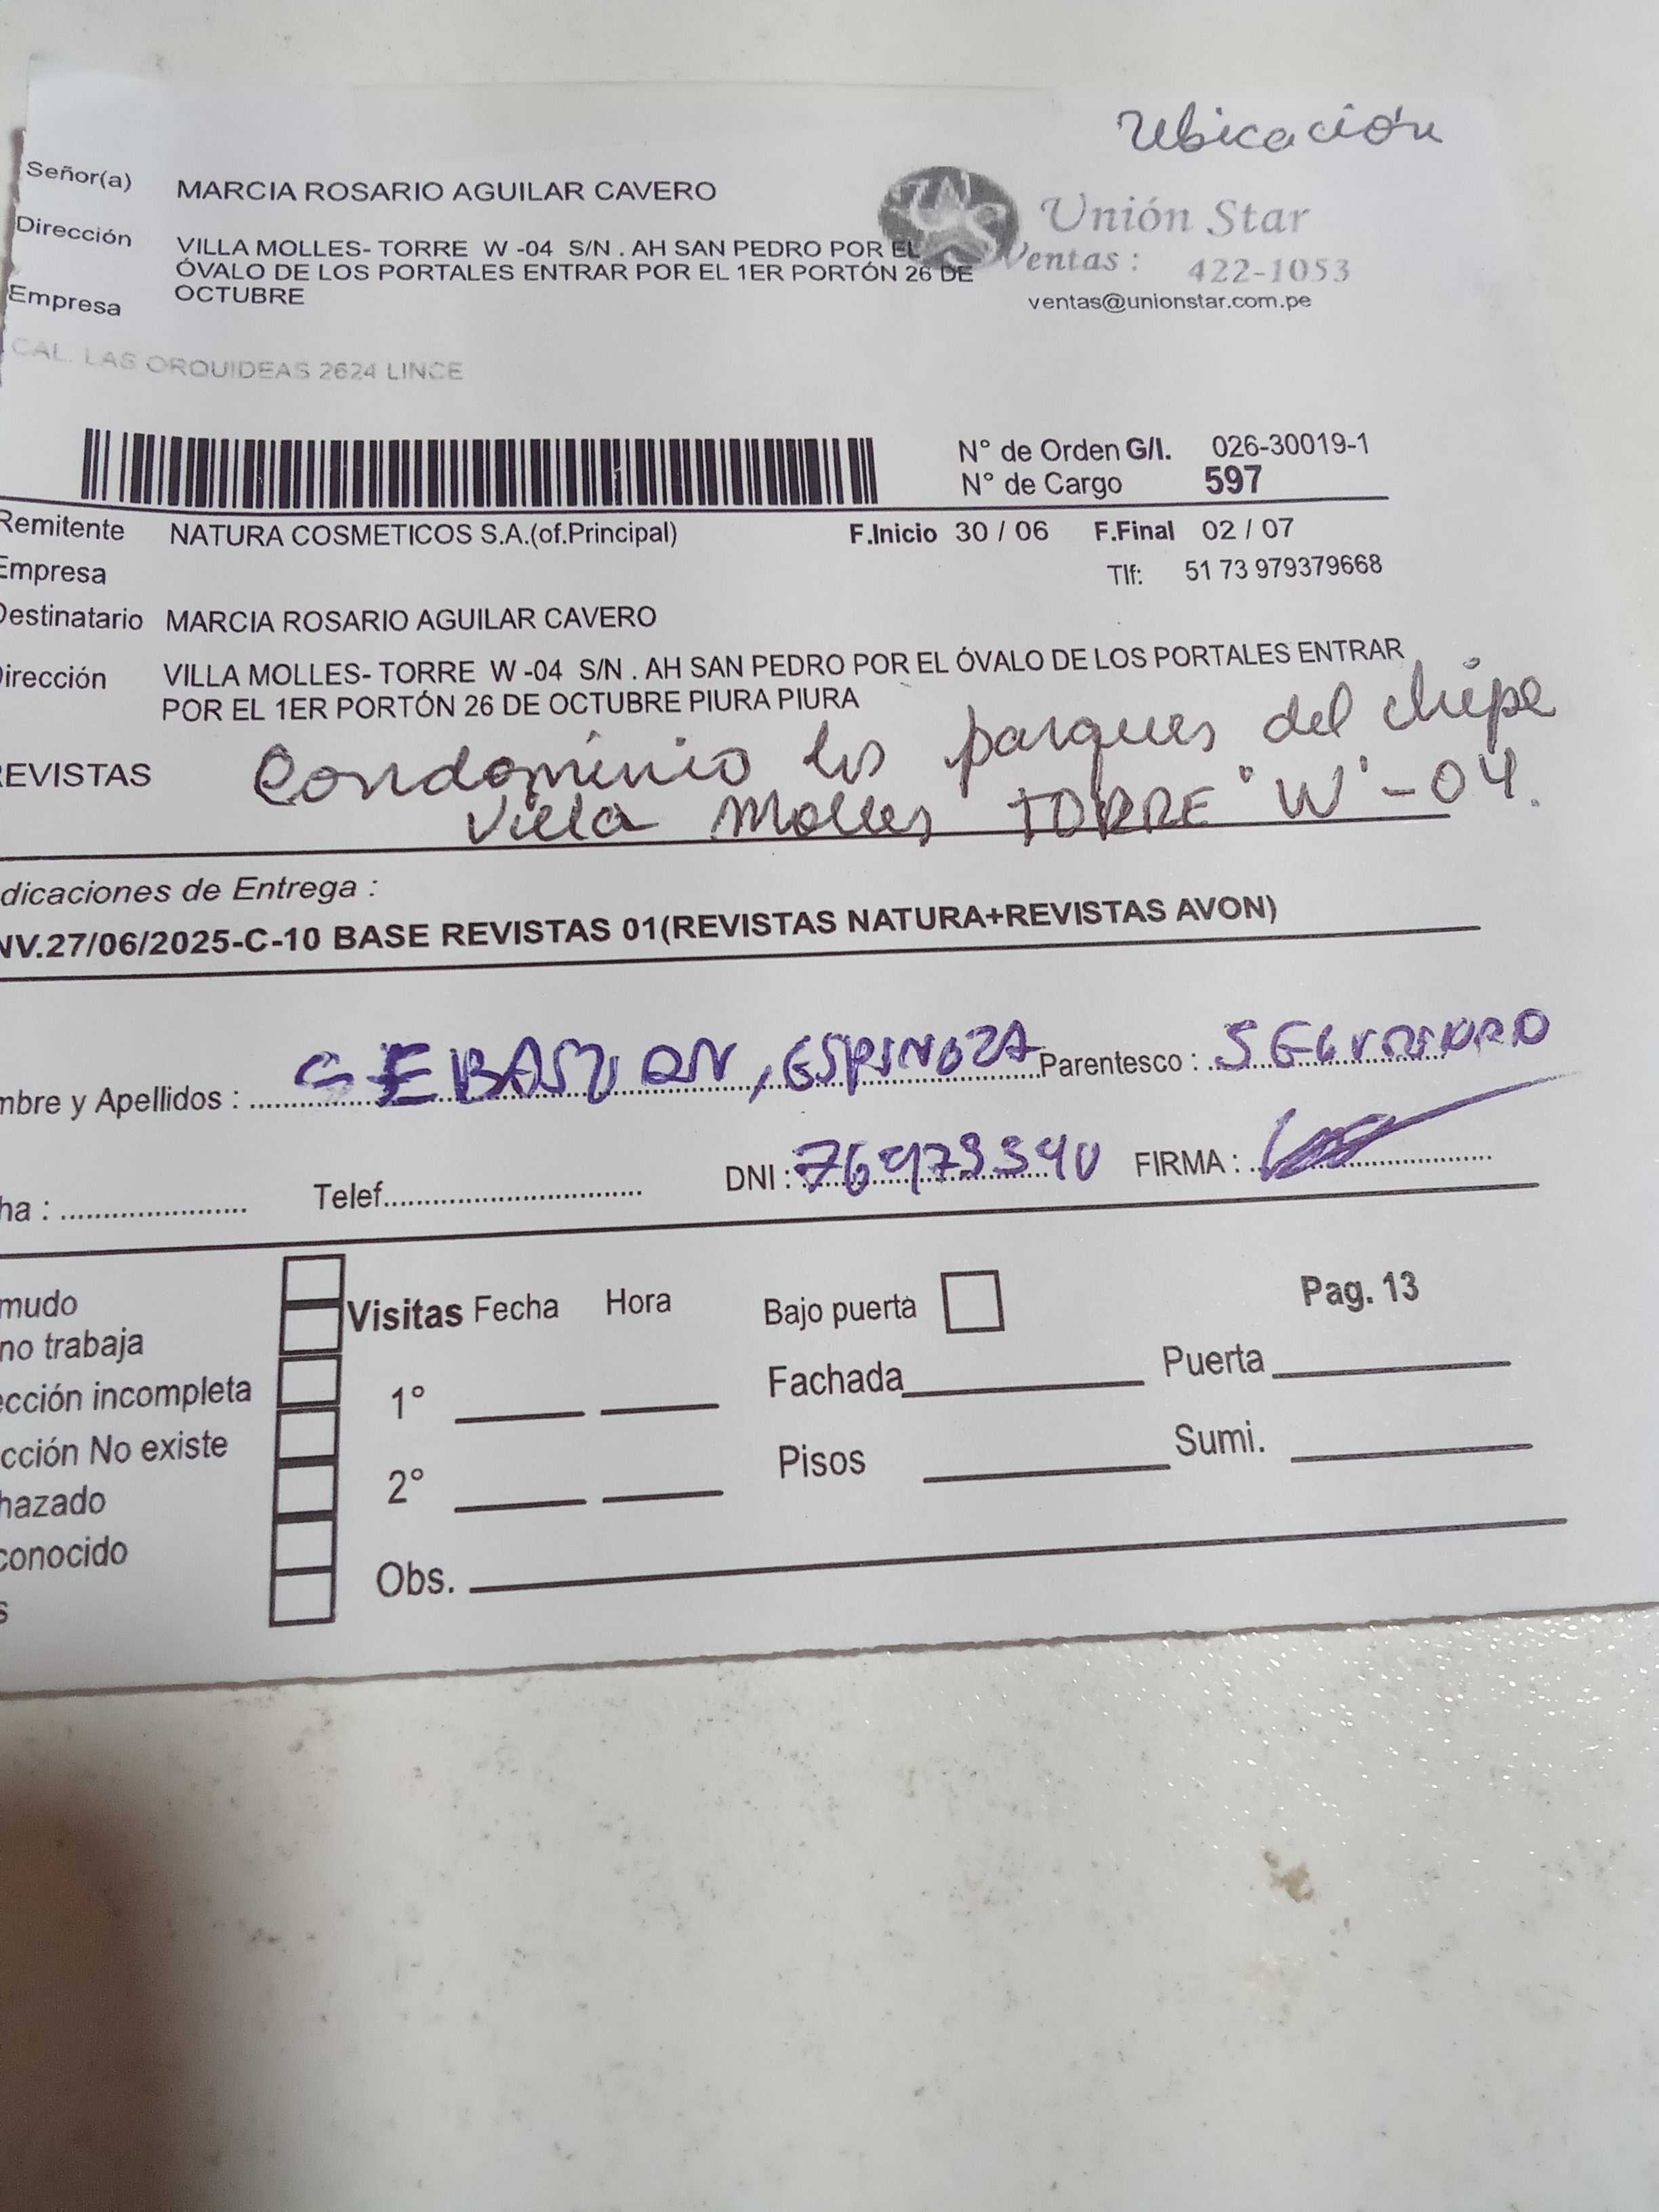 Ubicación
Señor(a) MARCIA ROSARIO AGUILAR CAVERO
Unión Star
Dirección VILLA MOLLES- TORRE W -04 S/N . AH SAN PEDRO POR EL
ÓVALO DE LOS PORTALES ENTRAR POR EL 1ER PORTÓN 26 DE
OCTUBRE
Ventas : 422-1053
ventas@unionstar.com.pe
Empresa
CAL. LAS ORQUIDEAS 2624 LINCE
N° de Orden G/I. 026-30019-1
N° de Cargo 597
Remitente NATURA COSMETICOS S.A.(of.Principal) F.Inicio 30 / 06 F.Final 02 / 07
Empresa Tlf: 51 73 979379668
Destinatario MARCIA ROSARIO AGUILAR CAVERO
Dirección VILLA MOLLES- TORRE W -04 S/N . AH SAN PEDRO POR EL ÓVALO DE LOS PORTALES ENTRAR
POR EL 1ER PORTÓN 26 DE OCTUBRE PIURA PIURA
REVISTAS Condominio los parques del chipe
Villa Molles TORRE "W"-04.
dicaciones de Entrega :
NV.27/06/2025-C-10 BASE REVISTAS 01(REVISTAS NATURA+REVISTAS AVON)
mbre y Apellidos : SEBASTIAN, ESPINOZA Parentesco :
ha : Telef. DNI : FIRMA :
mudo
no trabaja
ección incompleta
cción No existe
hazado
conocido
s
Visitas Fecha Hora Bajo puerta Pag. 13
1° Fachada Puerta
2° Pisos Sumi.
Obs.